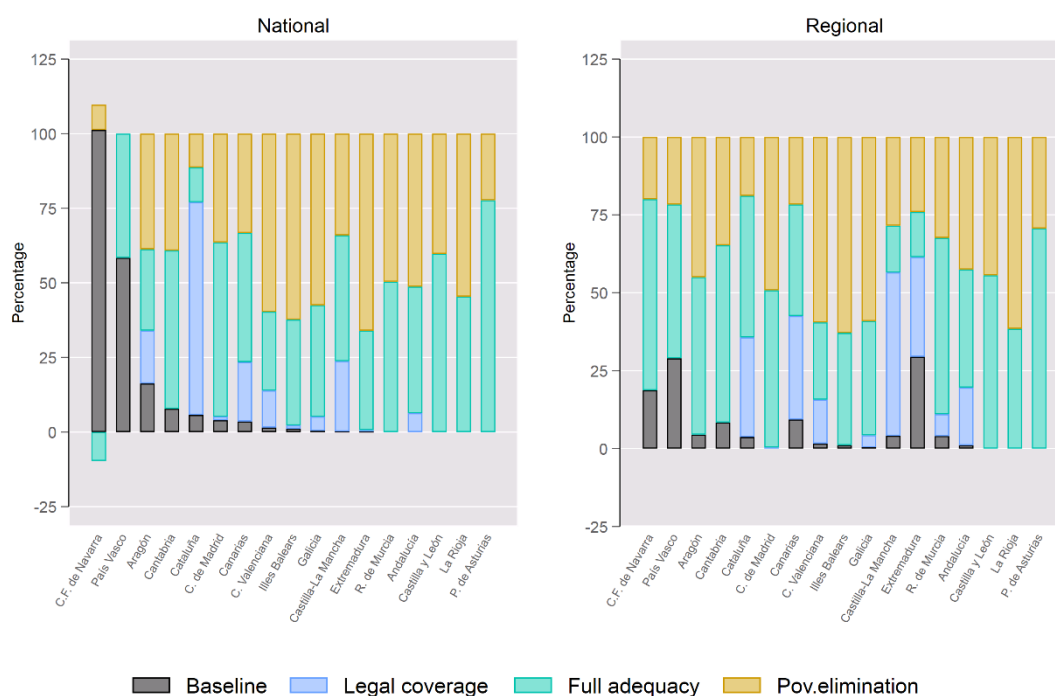 National
Percentage
125
100
75
50
25
0
-25
C.F. de Navarra
País Vasco
Aragón
Cantabria
Cataluña
C. de Madrid
Canarias
C. Valenciana
Illes Balears
Galicia
Castilla-La Mancha
Extremadura
R. de Murcia
Andalucía
Castilla y León
La Rioja
P. de Asturias
Regional
Percentage
125
100
75
50
25
0
-25
C.F. de Navarra
País Vasco
Aragón
Cantabria
Cataluña
C. de Madrid
Canarias
C. Valenciana
Illes Balears
Galicia
Castilla-La Mancha
Extremadura
R. de Murcia
Andalucía
Castilla y León
La Rioja
P. de Asturias
Baseline Legal coverage Full adequacy Pov.elimination